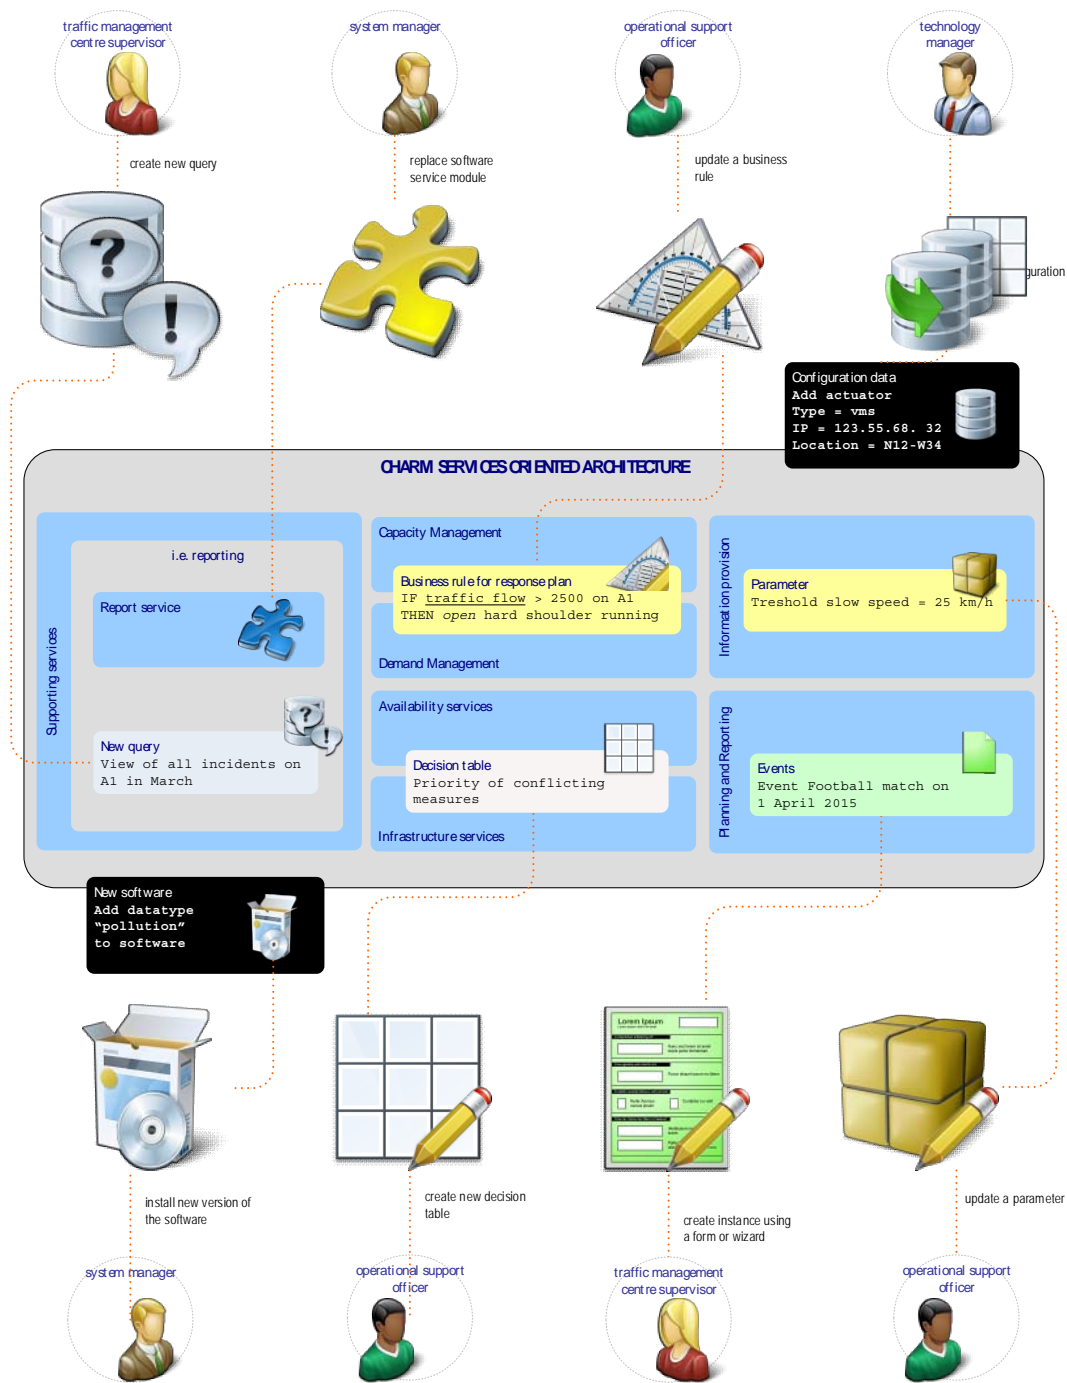 traffic management
centre supervisor
system manager
operational support
officer
technology
manager
create new query
replace software
service module
update a business
rule
guration
Configuration data
Add actuator
Type = vms
IP = 123.55.68. 32
Location = N12-W34
CHARM SERVICES ORIENTED ARCHITECTURE
Supporting services
i.e. reporting
Report service
New query
View of all incidents on
A1 in March
Capacity Management
Business rule for response plan
IF traffic flow > 2500 on A1
THEN open hard shoulder running
Demand Management
Information provision
Parameter
Treshold slow speed = 25 km/h
Availability services
Decision table
Priority of conflicting
measures
Infrastructure services
Planning and Reporting
Events
Event Football match on
1 April 2015
New software
Add datatype
“pollution”
to software
Lorem Ipsum
install new version of
the software
create new decision
table
create instance using
a form or wizard
update a parameter
system manager
operational support
officer
traffic management
centre supervisor
operational support
officer